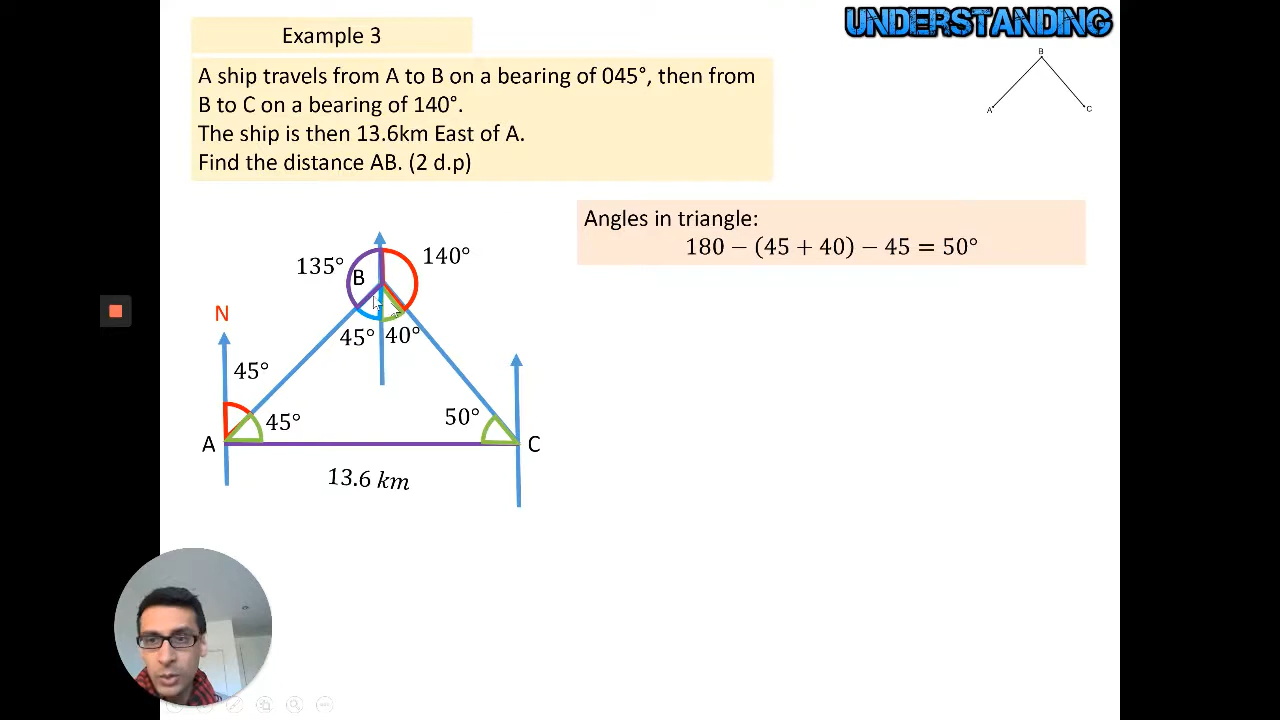 UNDERSTANDING
Example 3
A ship travels from A to B on a bearing of 045°, then from
B to C on a bearing of 140°.
The ship is then 13.6km East of A.
Find the distance AB. (2 d.p)
B
A
C
Angles in triangle:
180 − (45 + 40) − 45 = 50°
135°
B
140°
N
45°
40°
45°
45°
50°
A
C
13.6 km